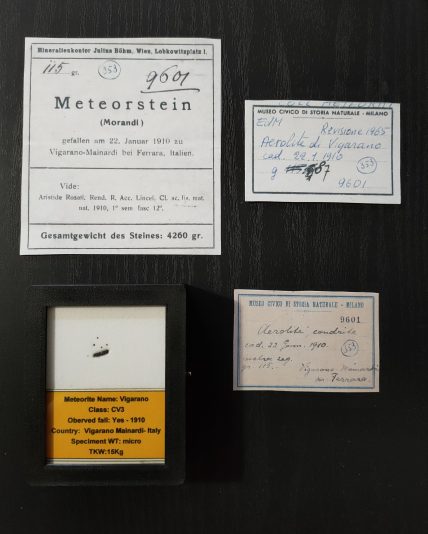 Mineralienkontor Julius Böhm, Wien, Lobkowitzplatz 1.
115 gr. 353 9601
Meteorstein
(Morandi)
gefallen am 22. Januar 1910 zu
Vigarano-Mainardi bei Ferrara, Italien.
Vide:
Aristide Rosati, Rend. R. Acc. Lincei, Cl. sc. fis. mat.
nat. 1910, 1° sem fasc 12°.
Gesamtgewicht des Steines: 4260 gr.
MUSEO CIVICO DI STORIA NATURALE - MILANO
Revisione 1965
Aerolite di Vigarano
cad. 22.1.1910
353
g 87
9601
MUSEO CIVICO DI STORIA NATURALE - MILANO
9601
Aerolite condrite
cad. 22 Genn. 1910. 353
gr. 115. Vigarano Mainardi
Ferrara
Meteorite Name: Vigarano
Class: CV3
Oberved fall: Yes - 1910
Country: Vigarano Mainardi- Italy
Speciment WT: micro
TKW:15Kg